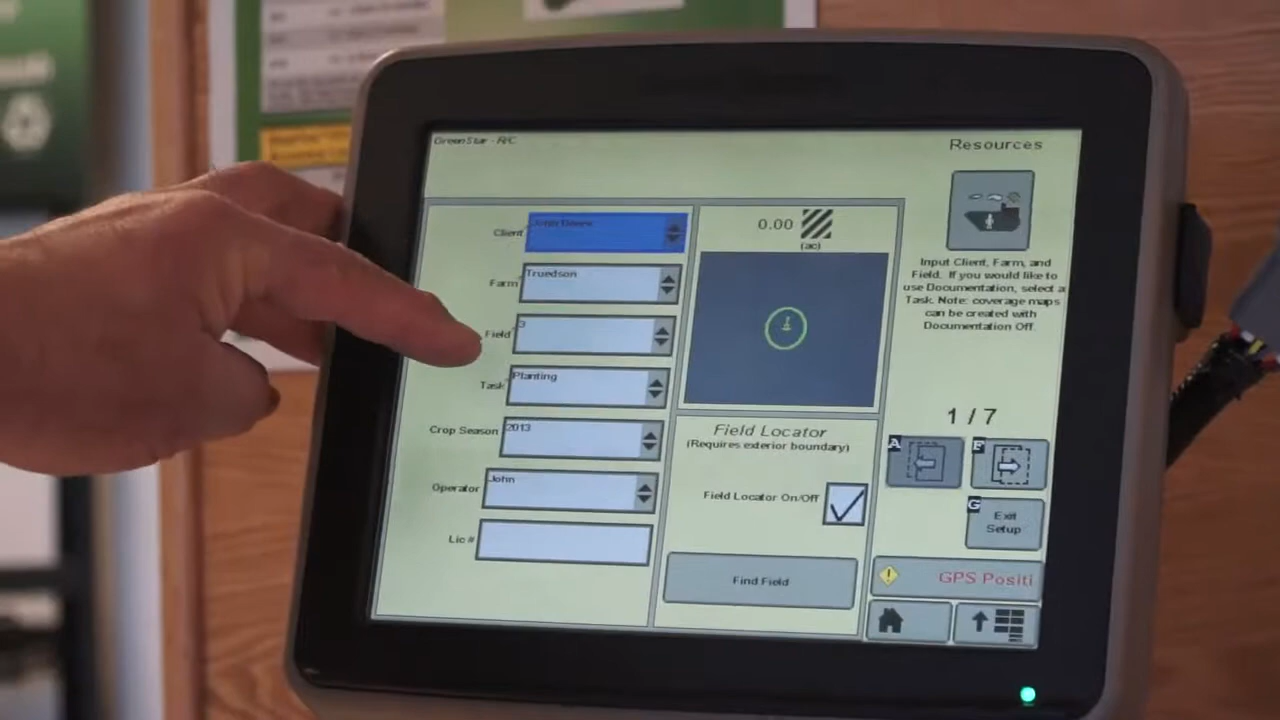 GreenStar - R/C
Resources
Client
John Deere
Farm
Truedson
Field
3
Task
Planting
Crop Season
2013
Operator
John
Lic #
0.00
(ac)
Field Locator
(Requires exterior boundary)
Field Locator On/Off
Find Field
Input Client, Farm, and
Field. If you would like to
use Documentation, select a
Task. Note: coverage maps
can be created with
Documentation Off.
1 / 7
A
F
G
Exit
Setup
GPS Positi